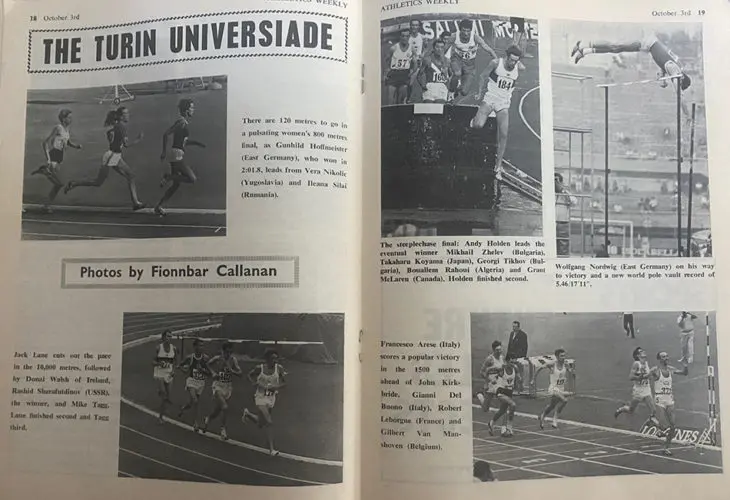 ATHLETICS WEEKLY
18 October 3rd
THE TURIN UNIVERSIADE
There are 120 metres to go in
a pulsating women's 800 metres
final, as Gunhild Hoffmeister
(East Germany), who won in
2:01.8, leads from Vera Nikolic
(Yugoslavia) and Ileana Silai
(Rumania).
Photos by Fionnbar Callanan
Jack Lane cuts out the pace
in the 10,000 metres, followed
by Donal Walsh of Ireland,
Rashid Sharafutdinov (USSR),
the winner, and Mike Tagg.
Lane finished second and Tagg
third.
ATHLETICS WEEKLY
October 3rd 19
57
184
The steeplechase final: Andy Holden leads the
eventual winner Mikhail Zhelev (Bulgaria),
Takaharu Koyama (Japan), Georgi Tikhov (Bul-
garia), Bouallem Rahoui (Algeria) and Grant
McLaren (Canada). Holden finished second.
Wolfgang Nordwig (East Germany) on his way
to victory and a new world pole vault record of
5.46/17'11".
Francesco Arese (Italy)
scores a popular victory
in the 1500 metres
ahead of John Kirk-
bride, Gianni Del
Buono (Italy), Robert
Leborgne (France) and
Gilbert Van Man-
shoven (Belgium).
LONGINES